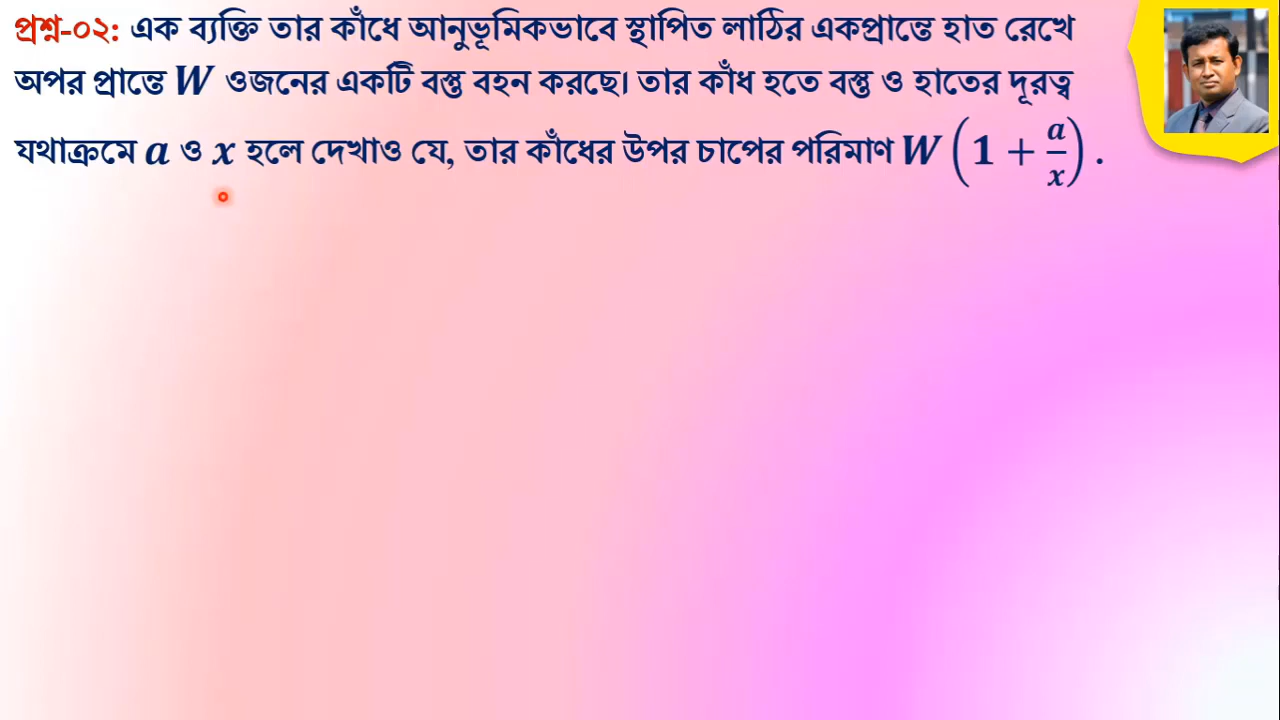 প্রশ্ন-০২: এক ব্যক্তি তার কাঁধে আনুভূমিকভাবে স্থাপিত লাঠির একপ্রান্তে হাত রেখে
অপর প্রান্তে W ওজনের একটি বস্তু বহন করছে। তার কাঁধ হতে বস্তু ও হাতের দূরত্ব
যথাক্রমে a ও x হলে দেখাও যে, তার কাঁধের উপর চাপের পরিমাণ W(1 + a/x) .